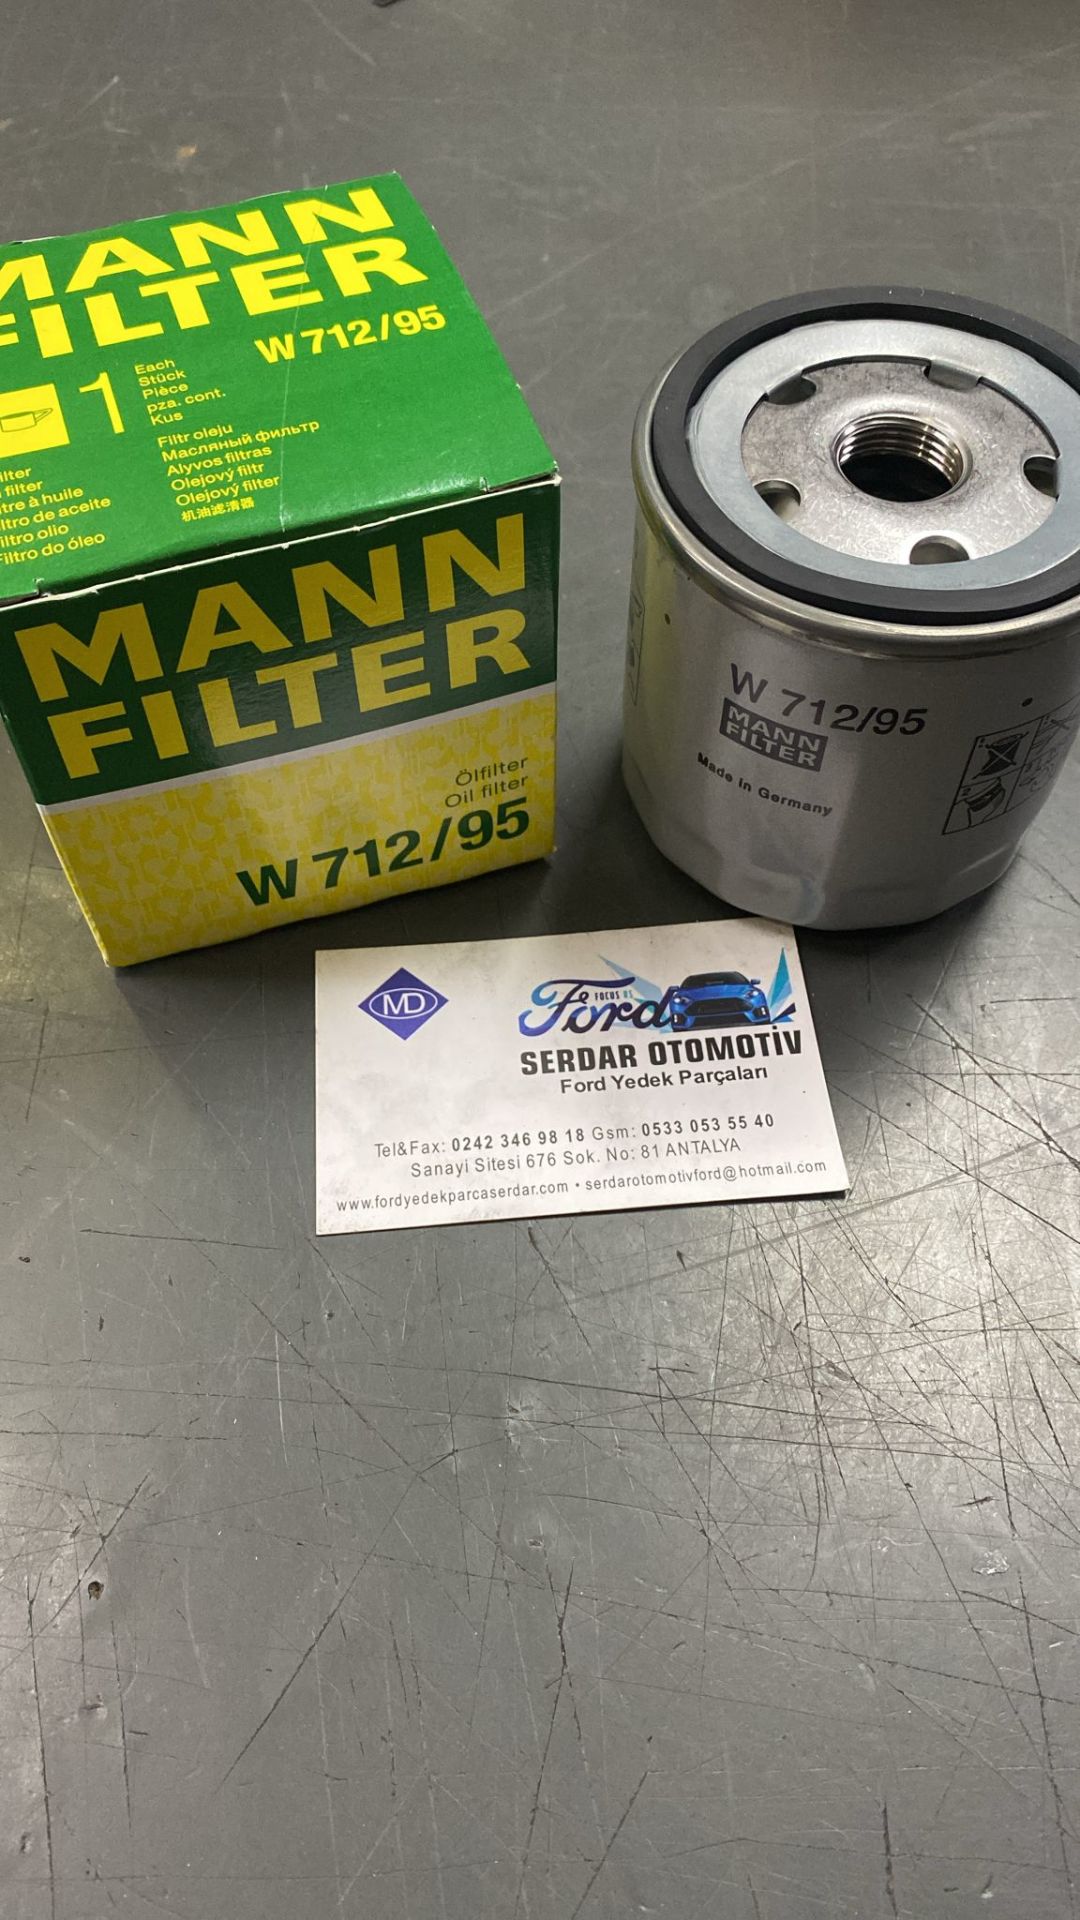 MANN
FILTER
W 712/95
1
Each
Stück
Pièce
pza. cont.
Kus
Filtr oleju
Масляный фильтр
Alyvos filtras
Olejový filtr
Olejový filter
机油滤清器
filter
à huile
de aceite
olio
Filtro do óleo
MANN
FILTER
Ölfilter
Oil filter
W 712/95
W 712/95
MANN
FILTER
Made in Germany
MD
Ford
FOCUS RS
SERDAR OTOMOTİV
Ford Yedek Parçaları
Tel&Fax: 0242 346 98 18 Gsm: 0533 053 55 40
Sanayi Sitesi 676 Sok. No: 81 ANTALYA
www.fordyedekparcaserdar.com • serdarotomotivford@hotmail.com